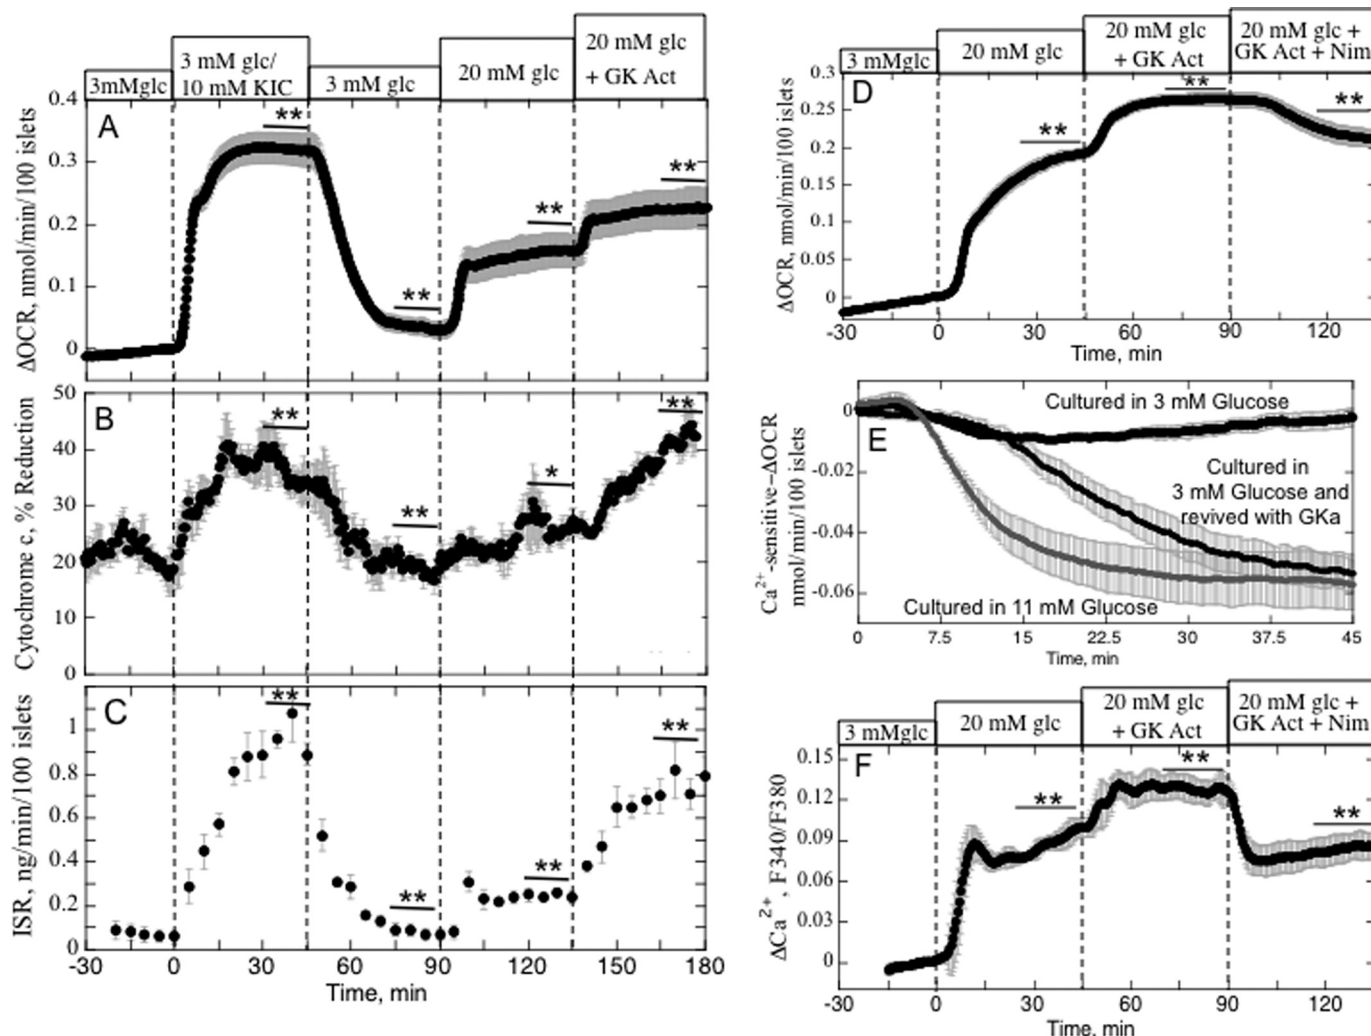 3mMglc
3 mM glc/
10 mM KIC
3 mM glc
20 mM glc
20 mM glc
+ GK Act
A
ΔOCR, nmol/min/100 islets
0.4
0.3
0.2
0.1
0
**
**
**
**
B
Cytochrome c, % Reduction
50
40
30
20
10
0
**
**
*
**
C
ISR, ng/min/100 islets
1
0.8
0.6
0.4
0.2
0
**
**
**
**
-30 0 30 60 90 120 150 180
Time, min
3 mMglc
20 mM glc
20 mM glc
+ GK Act
20 mM glc +
GK Act + Nim
D
ΔOCR, nmol/min/100 islets
0.3
0.25
0.2
0.15
0.1
0.05
0
**
**
**
-30 0 30 60 90 120
Time, min
E
Ca2+-sensitive-ΔOCR
nmol/min/100 islets
0
-0.02
-0.04
-0.06
Cultured in 3 mM Glucose
Cultured in
3 mM Glucose and
revived with GKa
Cultured in 11 mM Glucose
0 7.5 15 22.5 30 37.5 45
Time, min
3 mMglc
20 mM glc
20 mM glc
+ GK Act
20 mM glc +
GK Act + Nim
F
ΔCa2+, F340/F380
0.15
0.12
0.09
0.06
0.03
0
**
**
**
-30 0 30 60 90 120
Time, min